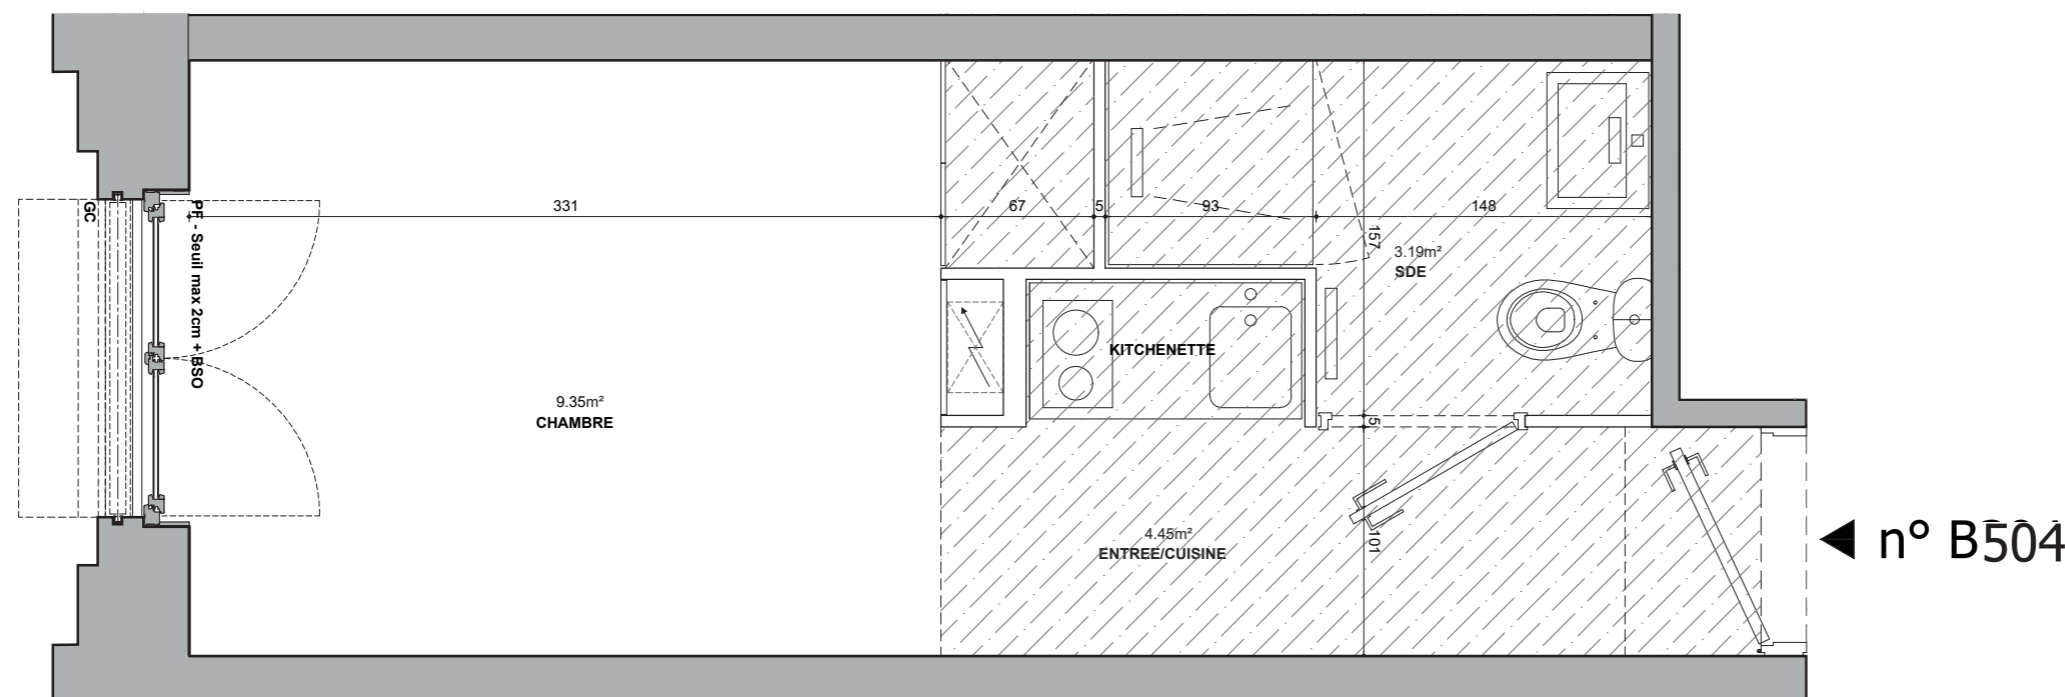 GC
PF - Seuil max 2cm + BSO
331
67
5
93
148
157
3.19m²
SDE
KITCHENETTE
9.35m²
CHAMBRE
5
4.45m²
ENTREE/CUISINE
101
n° B504